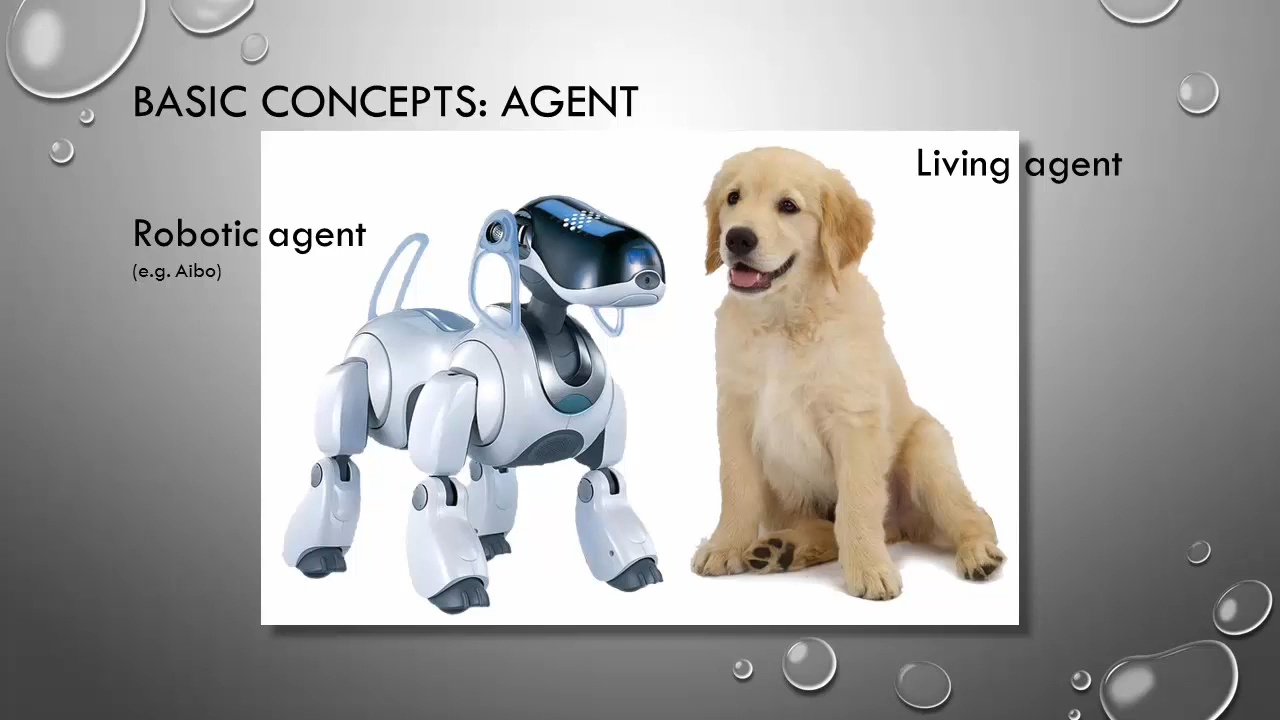 BASIC CONCEPTS: AGENT
Living agent
Robotic agent
(e.g. Aibo)